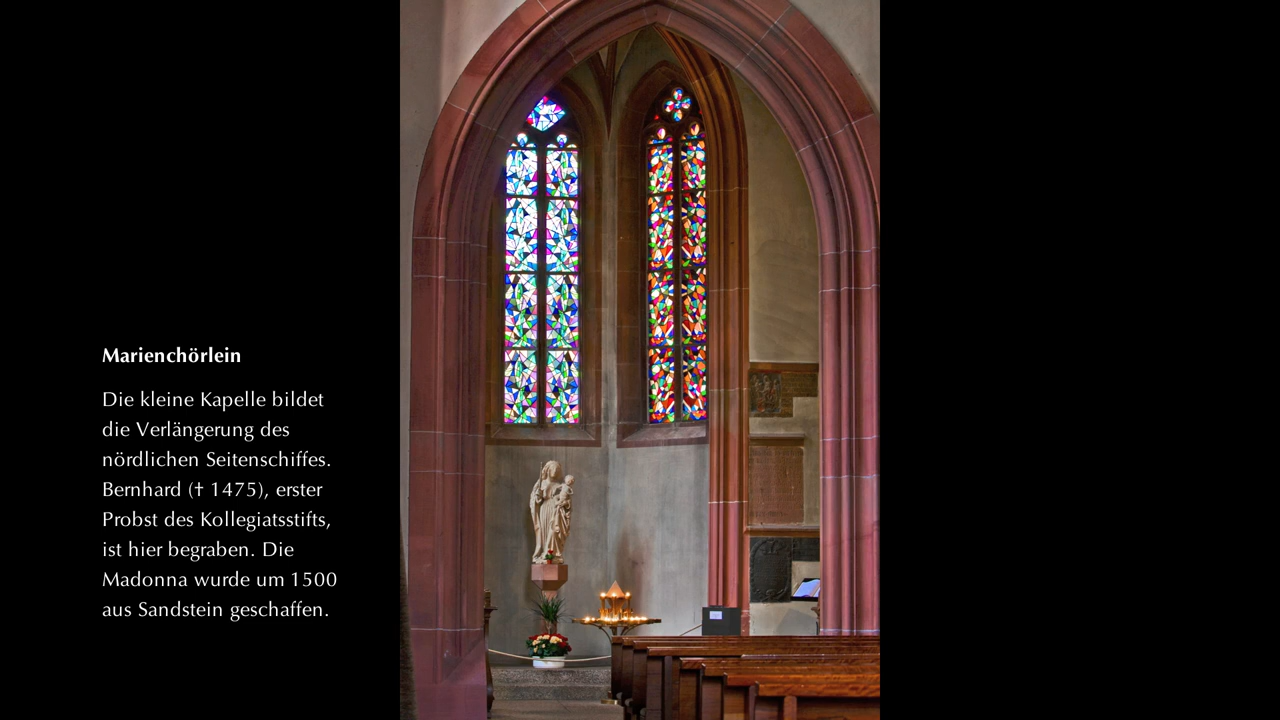 Marienchörlein
Die kleine Kapelle bildet
die Verlängerung des
nördlichen Seitenschiffes.
Bernhard († 1475), erster
Probst des Kollegiatsstifts,
ist hier begraben. Die
Madonna wurde um 1500
aus Sandstein geschaffen.